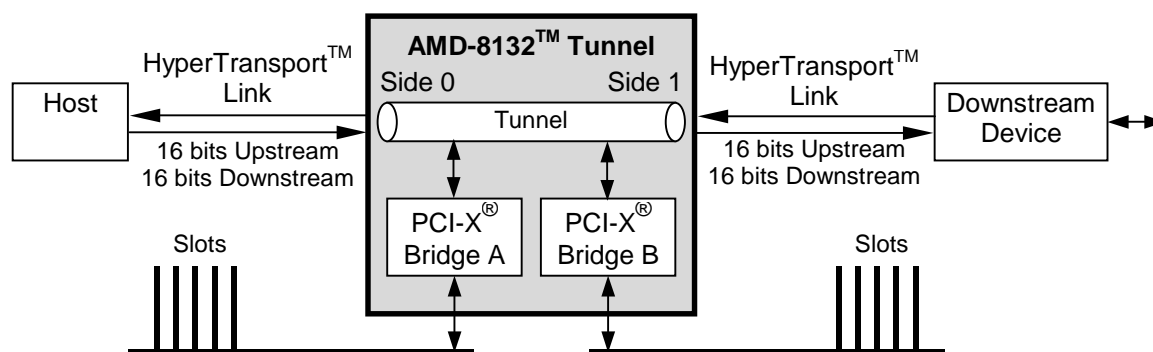 AMD-8132™ Tunnel
HyperTransport™
Link
Side 0
Side 1
HyperTransport™
Link
Host
Tunnel
Downstream
Device
16 bits Upstream
16 bits Downstream
16 bits Upstream
16 bits Downstream
PCI-X®
Bridge A
PCI-X®
Bridge B
Slots
Slots